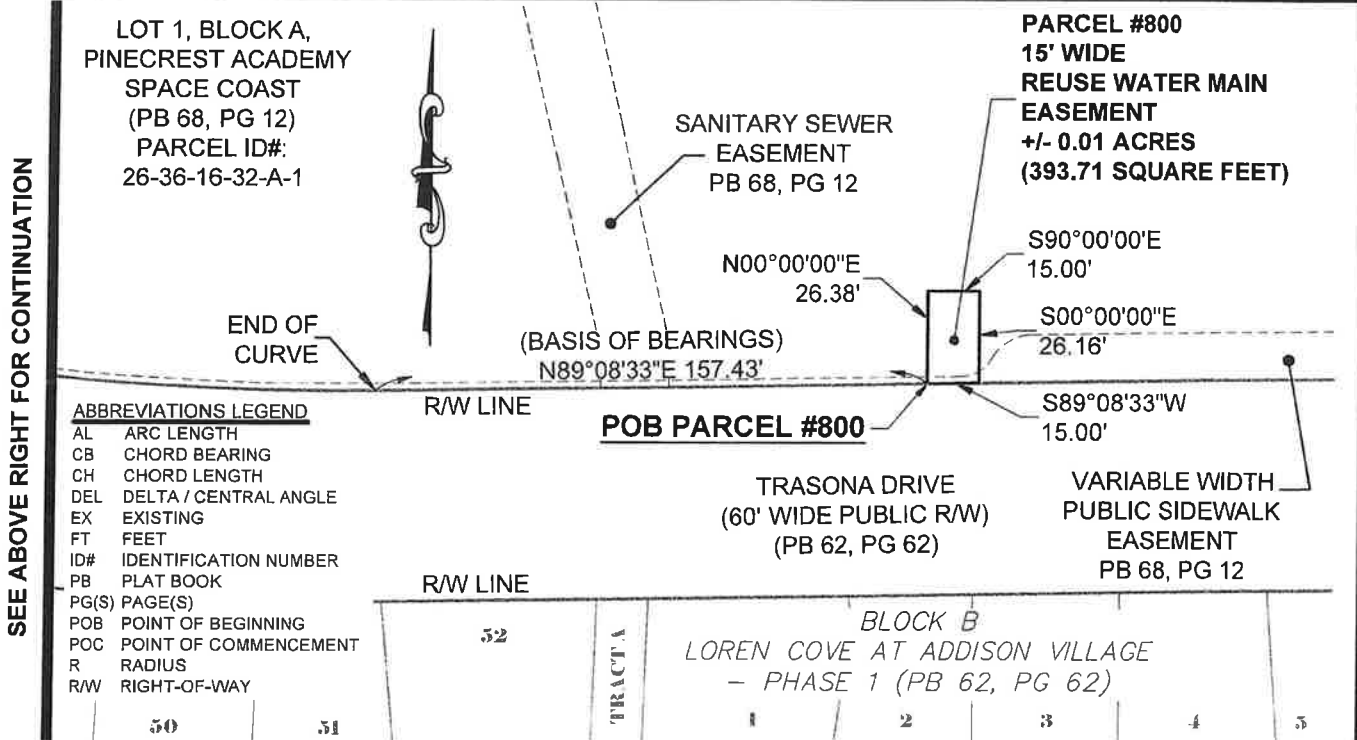 SEE ABOVE RIGHT FOR CONTINUATION
LOT 1, BLOCK A,
PINECREST ACADEMY
SPACE COAST
(PB 68, PG 12)
PARCEL ID#:
26-36-16-32-A-1
SANITARY SEWER
EASEMENT
PB 68, PG 12
PARCEL #800
15' WIDE
REUSE WATER MAIN
EASEMENT
+/- 0.01 ACRES
(393.71 SQUARE FEET)
N00°00'00"E
26.38'
S90°00'00"E
15.00'
S00°00'00"E
26.16'
S89°08'33"W
15.00'
END OF
CURVE
(BASIS OF BEARINGS)
N89°08'33"E 157.43'
R/W LINE
POB PARCEL #800
TRASONA DRIVE
(60' WIDE PUBLIC R/W)
(PB 62, PG 62)
VARIABLE WIDTH
PUBLIC SIDEWALK
EASEMENT
PB 68, PG 12
ABBREVIATIONS LEGEND
AL ARC LENGTH
CB CHORD BEARING
CH CHORD LENGTH
DEL DELTA / CENTRAL ANGLE
EX EXISTING
FT FEET
ID# IDENTIFICATION NUMBER
PB PLAT BOOK
PG(S) PAGE(S)
POB POINT OF BEGINNING
POC POINT OF COMMENCEMENT
R RADIUS
R/W RIGHT-OF-WAY
R/W LINE
52
TRACT A
BLOCK B
LOREN COVE AT ADDISON VILLAGE
- PHASE 1 (PB 62, PG 62)
50
51
1
2
3
4
5